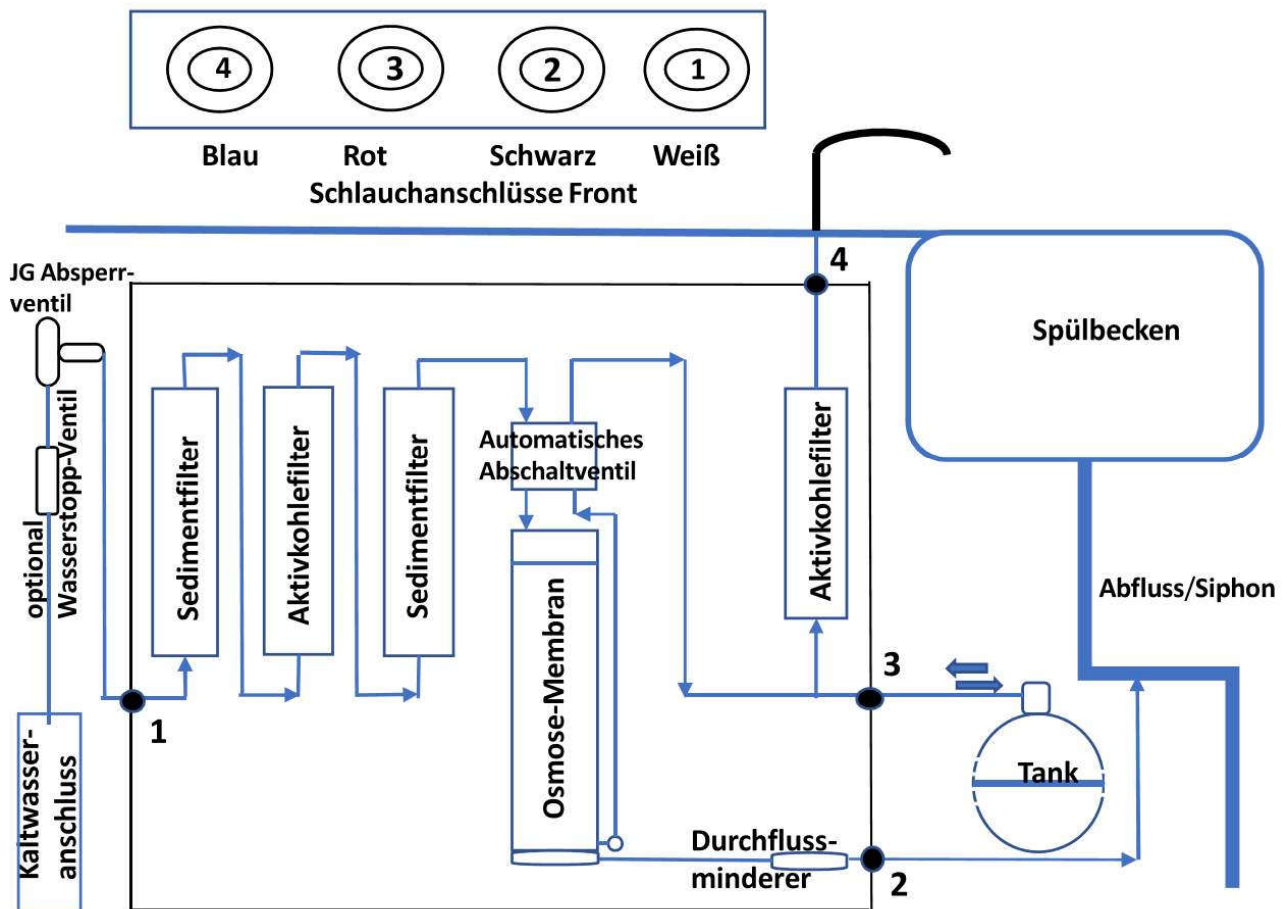 4 3 2 1
Blau Rot Schwarz Weiß
Schlauchanschlüsse Front
JG Absperr-
ventil
4
Spülbecken
optional
Wasserstopp-Ventil
Sedimentfilter
Aktivkohlefilter
Sedimentfilter
Automatisches
Abschaltventil
Aktivkohlefilter
Osmose-Membran
Abfluss/Siphon
3
1
Kaltwasser-
anschluss
Tank
Durchfluss-
minderer
2